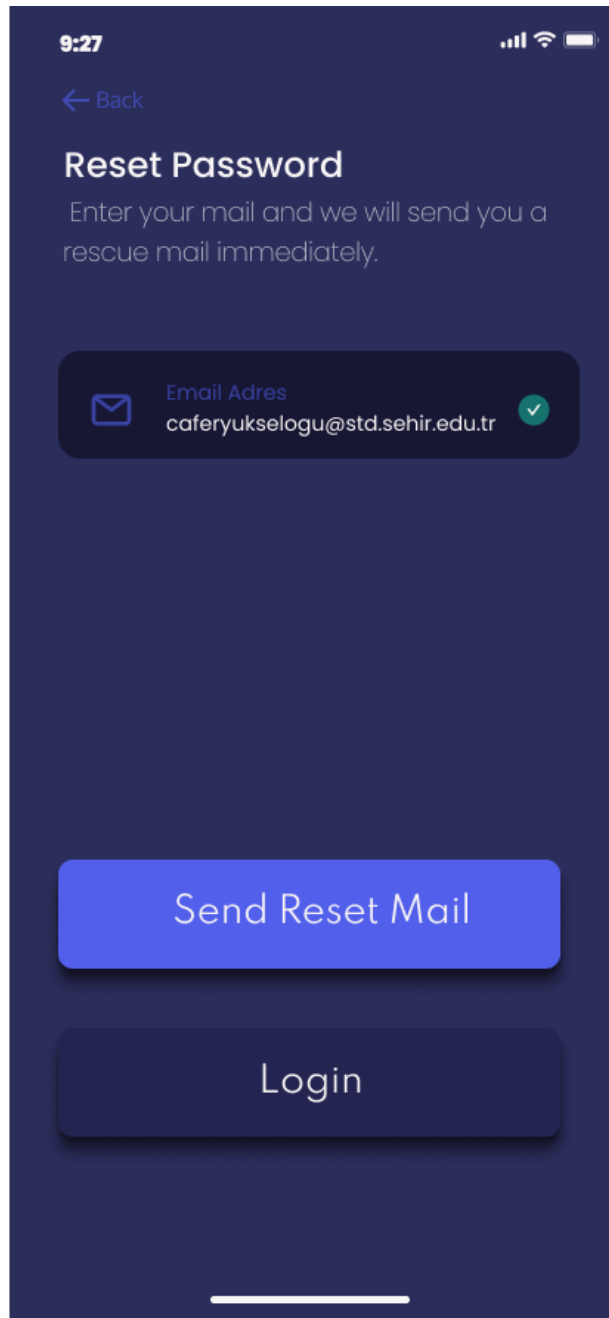 9:27
Back
Reset Password
Enter your mail and we will send you a
rescue mail immediately.
Email Adres
caferyukselogu@std.sehir.edu.tr
Send Reset Mail
Login